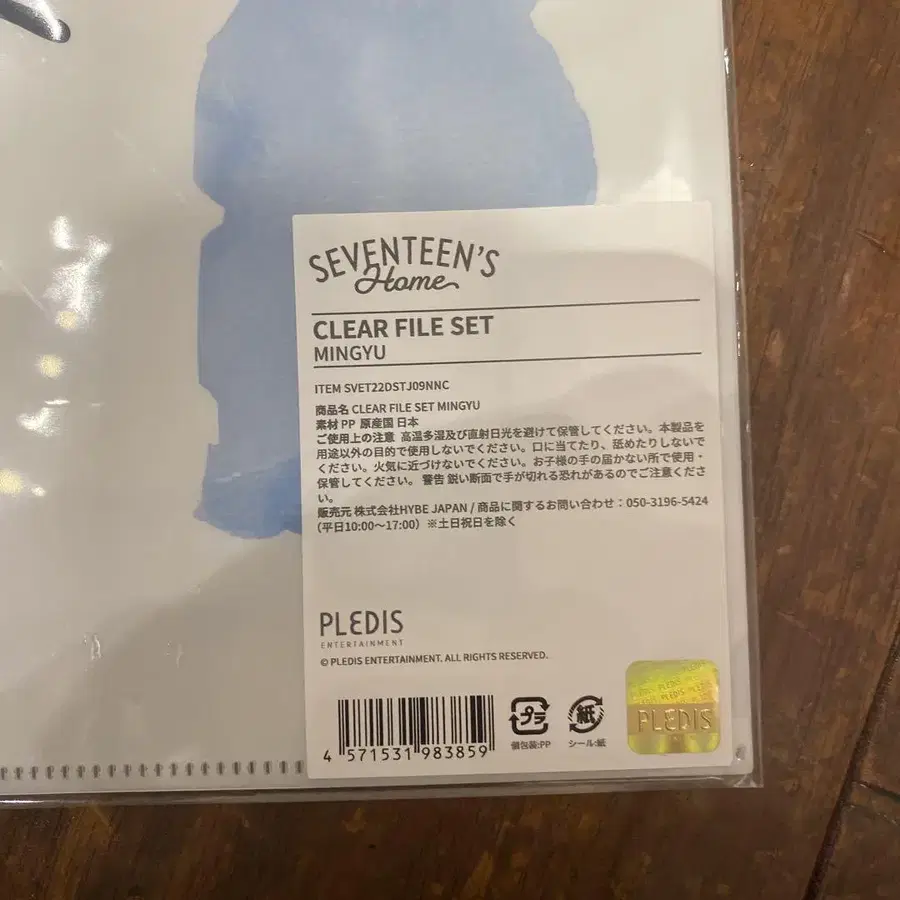 SEVENTEEN'S
Home
CLEAR FILE SET
MINGYU
ITEM SVET22DSTJ09NNC
商品名 CLEAR FILE SET MINGYU
素材 PP 原産国 日本
ご使用上の注意 高温多湿及び直射日光を避けて保管してください。本製品を
用途以外の目的で使用しないでください。口に当てたり、舐めたりしないで
ください。火気に近づけないでください。お子様の手の届かない所で使用・
保管してください。 警告 鋭い断面で手が切れる恐れがあるのでご注意くださ
い。
販売元 株式会社HYBE JAPAN / 商品に関するお問い合わせ：050-3196-5424
（平日10:00～17:00）※土日祝日を除く
PLEDIS
ENTERTAINMENT
© PLEDIS ENTERTAINMENT. ALL RIGHTS RESERVED.
4 571531 983859
プラ
個包装:PP
紙
シール:紙
PLEDIS PLEDIS
PLEDIS